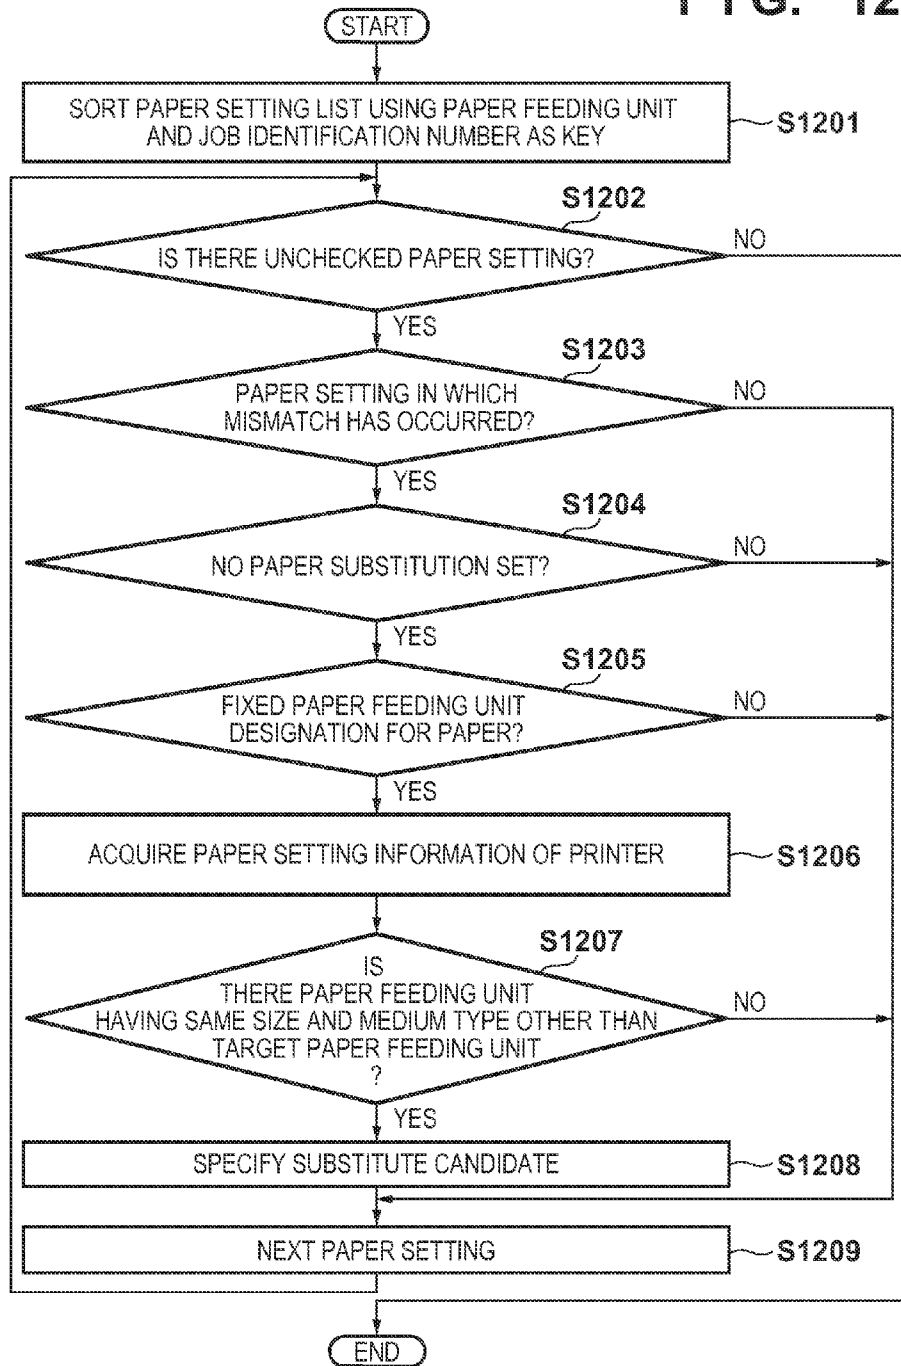 FIG. 12
START
SORT PAPER SETTING LIST USING PAPER FEEDING UNIT
AND JOB IDENTIFICATION NUMBER AS KEY
S1201
S1202
IS THERE UNCHECKED PAPER SETTING?
NO
YES
S1203
PAPER SETTING IN WHICH
MISMATCH HAS OCCURRED?
NO
YES
S1204
NO PAPER SUBSTITUTION SET?
NO
YES
S1205
FIXED PAPER FEEDING UNIT
DESIGNATION FOR PAPER?
NO
YES
ACQUIRE PAPER SETTING INFORMATION OF PRINTER
S1206
S1207
IS
THERE PAPER FEEDING UNIT
HAVING SAME SIZE AND MEDIUM TYPE OTHER THAN
TARGET PAPER FEEDING UNIT
?
NO
YES
SPECIFY SUBSTITUTE CANDIDATE
S1208
NEXT PAPER SETTING
S1209
END